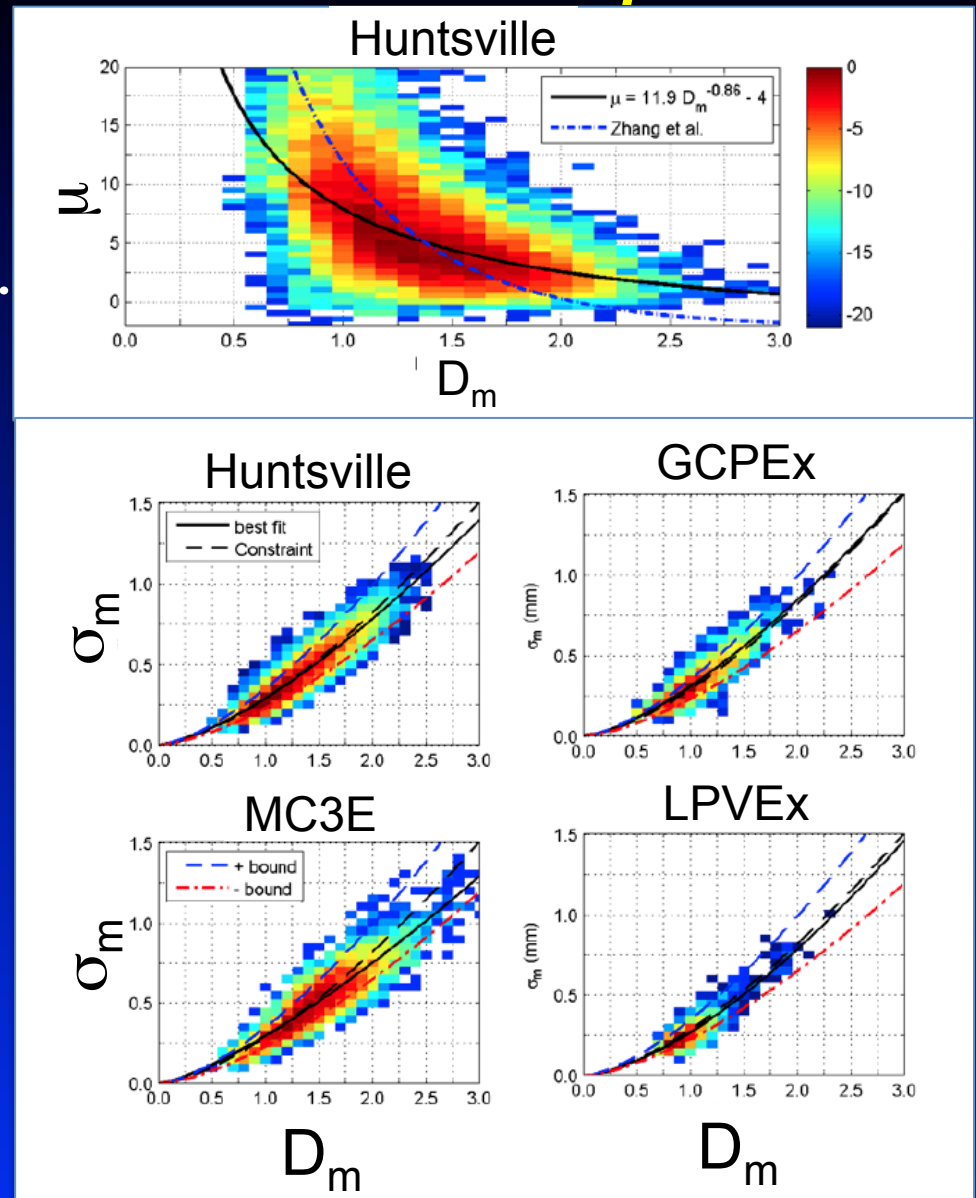 Huntsville
20
15
10
5
0
μ
μ = 11.9 D_m^-0.86 - 4
Zhang et al.
0
-5
-10
-15
-20
0.0 0.5 1.0 1.5 2.0 2.5 3.0
D_m
Huntsville
1.5
1.0
0.5
0.0
σ_m
best fit
Constraint
0.0 0.5 1.0 1.5 2.0 2.5 3.0
GCPEx
1.5
1.0
0.5
0.0
σ_m (mm)
0.0 0.5 1.0 1.5 2.0 2.5 3.0
MC3E
1.5
1.0
0.5
0.0
σ_m
+ bound
- bound
0.0 0.5 1.0 1.5 2.0 2.5 3.0
D_m
LPVEx
1.5
1.0
0.5
0.0
σ_m (mm)
0.0 0.5 1.0 1.5 2.0 2.5 3.0
D_m